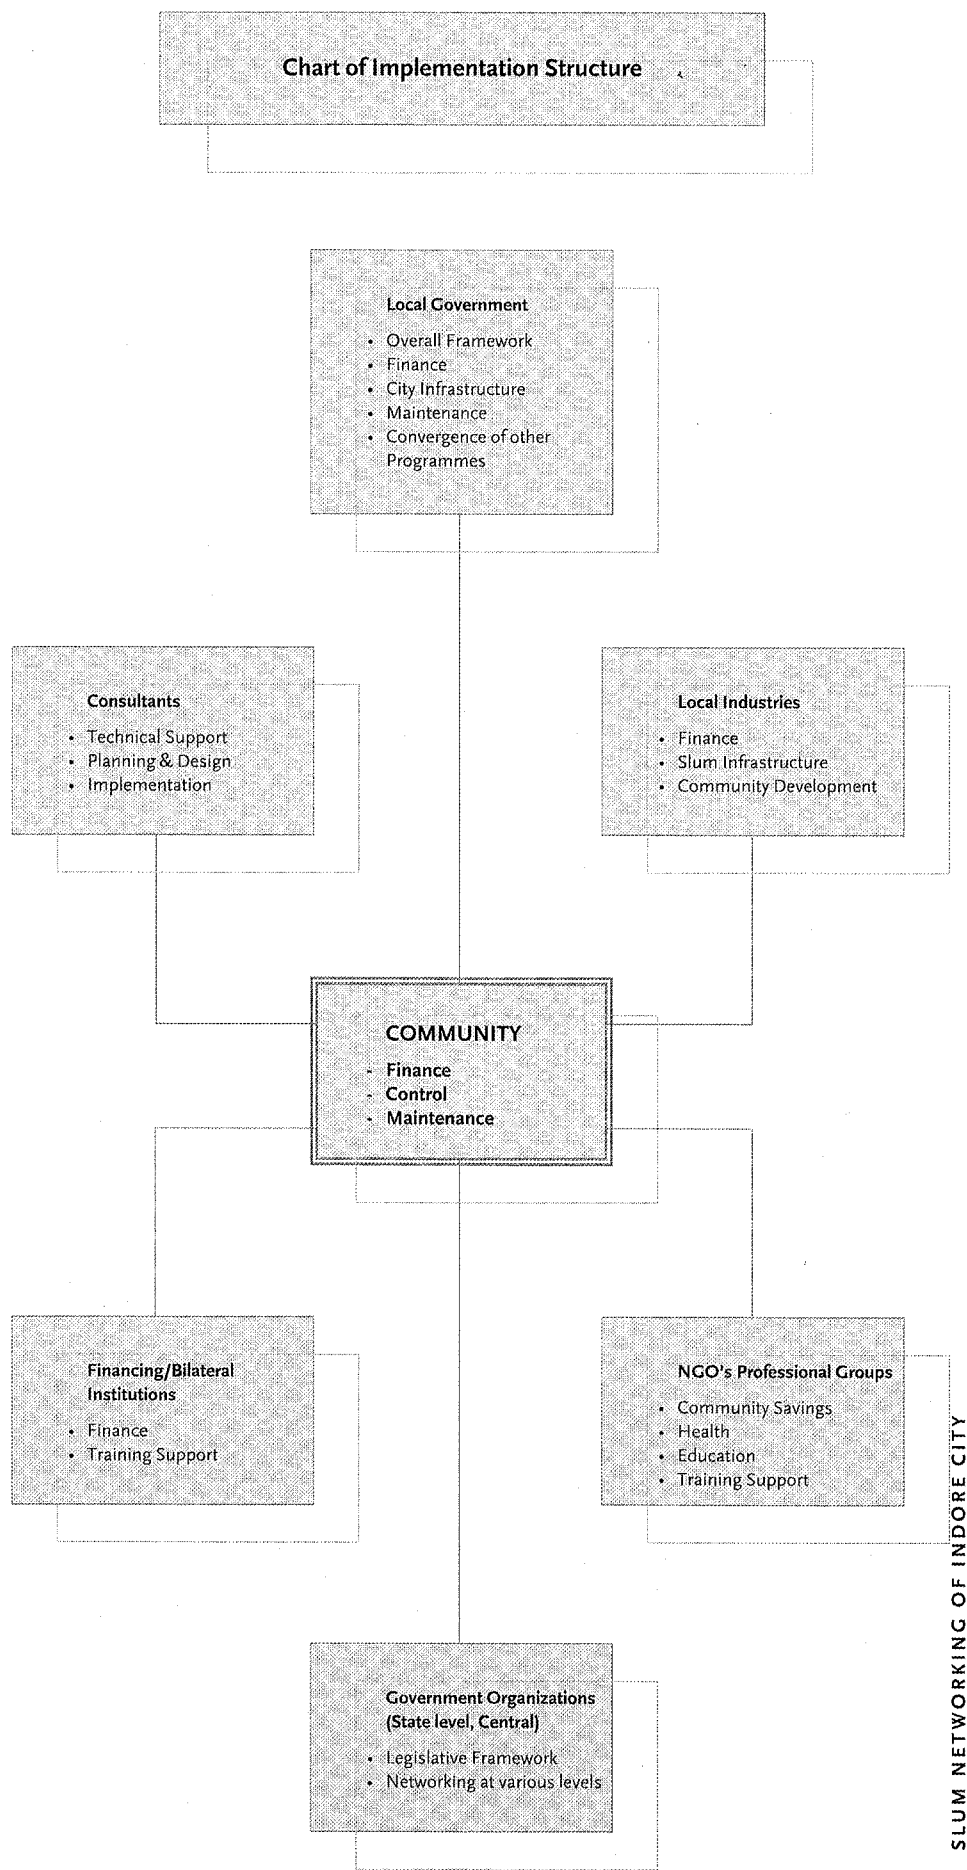 Chart of Implementation Structure
Local Government
• Overall Framework
• Finance
• City Infrastructure
• Maintenance
• Convergence of other
Programmes
Consultants
• Technical Support
• Planning & Design
• Implementation
Local Industries
• Finance
• Slum Infrastructure
• Community Development
COMMUNITY
- Finance
- Control
- Maintenance
Financing/Bilateral
Institutions
• Finance
• Training Support
NGO's Professional Groups
• Community Savings
• Health
• Education
• Training Support
Government Organizations
(State level, Central)
• Legislative Framework
• Networking at various levels
SLUM NETWORKING OF INDORE CITY